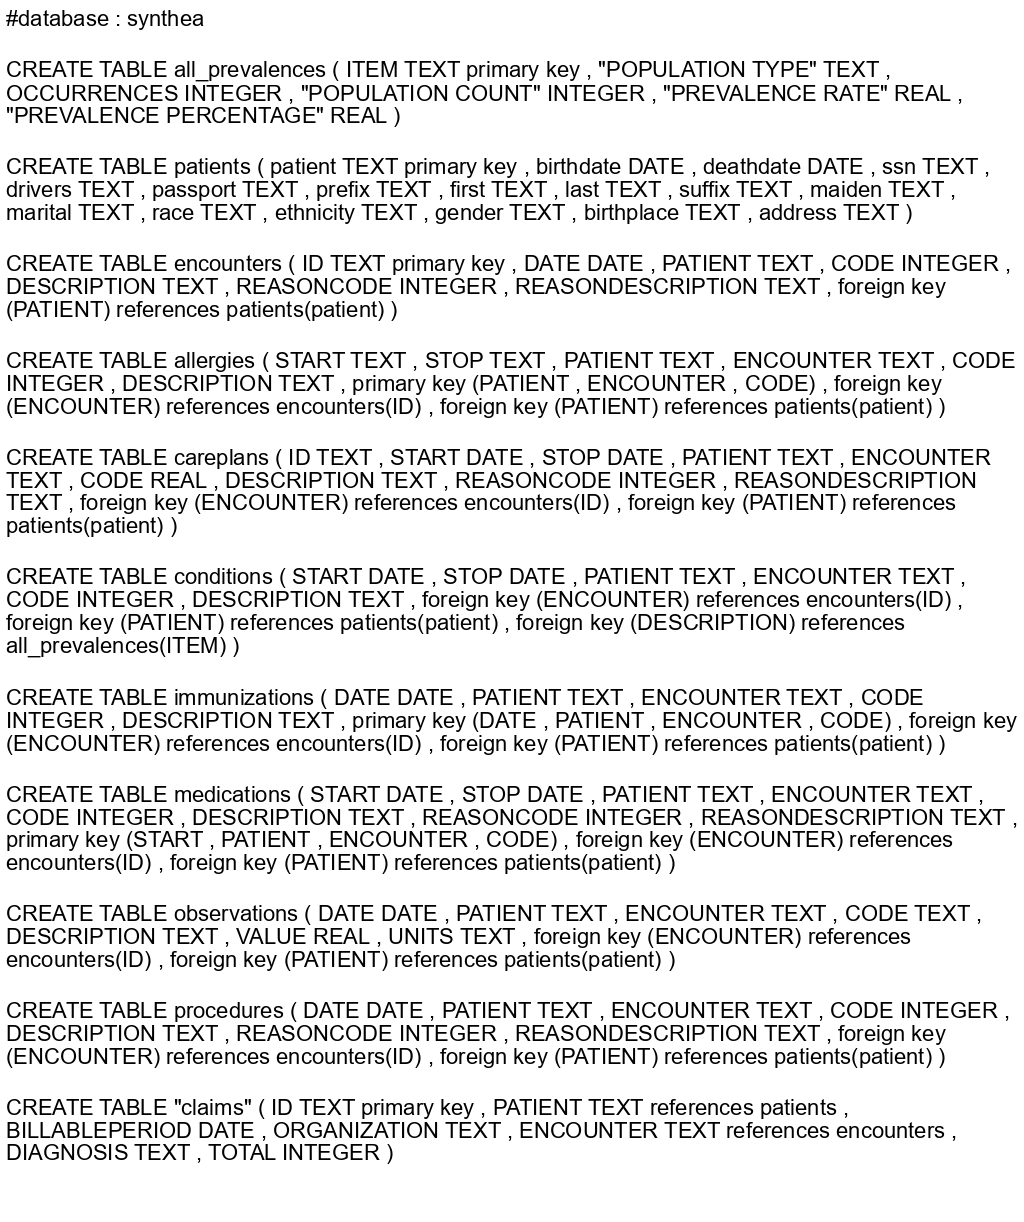 #database : synthea
CREATE TABLE all_prevalences ( ITEM TEXT primary key , "POPULATION TYPE" TEXT ,
OCCURRENCES INTEGER , "POPULATION COUNT" INTEGER , "PREVALENCE RATE" REAL ,
"PREVALENCE PERCENTAGE" REAL )
CREATE TABLE patients ( patient TEXT primary key , birthdate DATE , deathdate DATE , ssn TEXT ,
drivers TEXT , passport TEXT , prefix TEXT , first TEXT , last TEXT , suffix TEXT , maiden TEXT ,
marital TEXT , race TEXT , ethnicity TEXT , gender TEXT , birthplace TEXT , address TEXT )
CREATE TABLE encounters ( ID TEXT primary key , DATE DATE , PATIENT TEXT , CODE INTEGER ,
DESCRIPTION TEXT , REASONCODE INTEGER , REASONDESCRIPTION TEXT , foreign key
(PATIENT) references patients(patient) )
CREATE TABLE allergies ( START TEXT , STOP TEXT , PATIENT TEXT , ENCOUNTER TEXT , CODE
INTEGER , DESCRIPTION TEXT , primary key (PATIENT , ENCOUNTER , CODE) , foreign key
(ENCOUNTER) references encounters(ID) , foreign key (PATIENT) references patients(patient) )
CREATE TABLE careplans ( ID TEXT , START DATE , STOP DATE , PATIENT TEXT , ENCOUNTER
TEXT , CODE REAL , DESCRIPTION TEXT , REASONCODE INTEGER , REASONDESCRIPTION
TEXT , foreign key (ENCOUNTER) references encounters(ID) , foreign key (PATIENT) references
patients(patient) )
CREATE TABLE conditions ( START DATE , STOP DATE , PATIENT TEXT , ENCOUNTER TEXT ,
CODE INTEGER , DESCRIPTION TEXT , foreign key (ENCOUNTER) references encounters(ID) ,
foreign key (PATIENT) references patients(patient) , foreign key (DESCRIPTION) references
all_prevalences(ITEM) )
CREATE TABLE immunizations ( DATE DATE , PATIENT TEXT , ENCOUNTER TEXT , CODE
INTEGER , DESCRIPTION TEXT , primary key (DATE , PATIENT , ENCOUNTER , CODE) , foreign key
(ENCOUNTER) references encounters(ID) , foreign key (PATIENT) references patients(patient) )
CREATE TABLE medications ( START DATE , STOP DATE , PATIENT TEXT , ENCOUNTER TEXT ,
CODE INTEGER , DESCRIPTION TEXT , REASONCODE INTEGER , REASONDESCRIPTION TEXT ,
primary key (START , PATIENT , ENCOUNTER , CODE) , foreign key (ENCOUNTER) references
encounters(ID) , foreign key (PATIENT) references patients(patient) )
CREATE TABLE observations ( DATE DATE , PATIENT TEXT , ENCOUNTER TEXT , CODE TEXT ,
DESCRIPTION TEXT , VALUE REAL , UNITS TEXT , foreign key (ENCOUNTER) references
encounters(ID) , foreign key (PATIENT) references patients(patient) )
CREATE TABLE procedures ( DATE DATE , PATIENT TEXT , ENCOUNTER TEXT , CODE INTEGER ,
DESCRIPTION TEXT , REASONCODE INTEGER , REASONDESCRIPTION TEXT , foreign key
(ENCOUNTER) references encounters(ID) , foreign key (PATIENT) references patients(patient) )
CREATE TABLE "claims" ( ID TEXT primary key , PATIENT TEXT references patients ,
BILLABLEPERIOD DATE , ORGANIZATION TEXT , ENCOUNTER TEXT references encounters ,
DIAGNOSIS TEXT , TOTAL INTEGER )